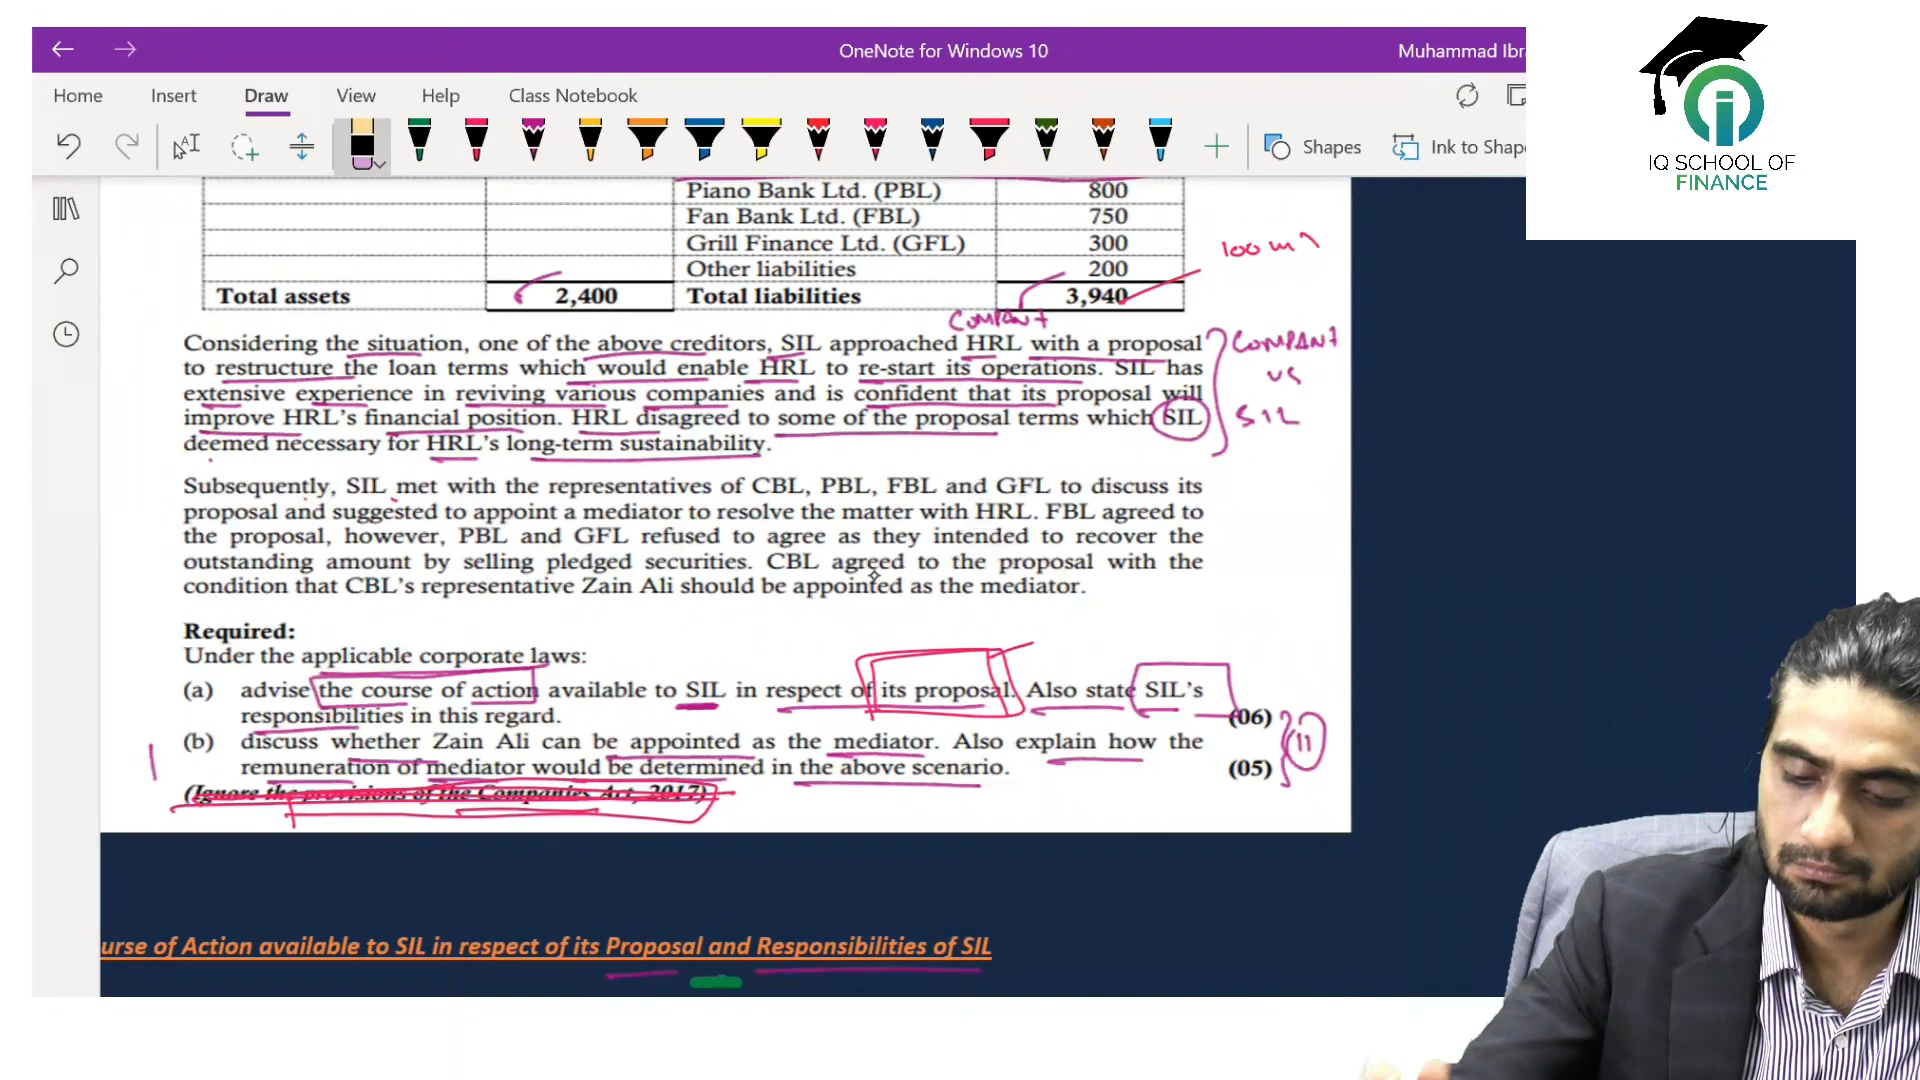 OneNote for Windows 10
Muhammad Ibr
Home Insert Draw View Help Class Notebook
Shapes
Ink to Shap
IQ SCHOOL OF
FINANCE
Piano Bank Ltd. (PBL) 800
Fan Bank Ltd. (FBL) 750
Grill Finance Ltd. (GFL) 300
Other liabilities 200
Total assets 2,400 Total liabilities 3,940
100 m
COMPANY
Considering the situation, one of the above creditors, SIL approached HRL with a proposal
to restructure the loan terms which would enable HRL to re-start its operations. SIL has
extensive experience in reviving various companies and is confident that its proposal will
improve HRL's financial position. HRL disagreed to some of the proposal terms which SIL
deemed necessary for HRL's long-term sustainability.
COMPANY
VS
SIL
Subsequently, SIL met with the representatives of CBL, PBL, FBL and GFL to discuss its
proposal and suggested to appoint a mediator to resolve the matter with HRL. FBL agreed to
the proposal, however, PBL and GFL refused to agree as they intended to recover the
outstanding amount by selling pledged securities. CBL agreed to the proposal with the
condition that CBL's representative Zain Ali should be appointed as the mediator.
Required:
Under the applicable corporate laws:
(a) advise the course of action available to SIL in respect of its proposal. Also state SIL's
responsibilities in this regard. (06)
(b) discuss whether Zain Ali can be appointed as the mediator. Also explain how the
remuneration of mediator would be determined in the above scenario. (05)
11
(Ignore the provisions of the Companies Act, 2017)
urse of Action available to SIL in respect of its Proposal and Responsibilities of SIL